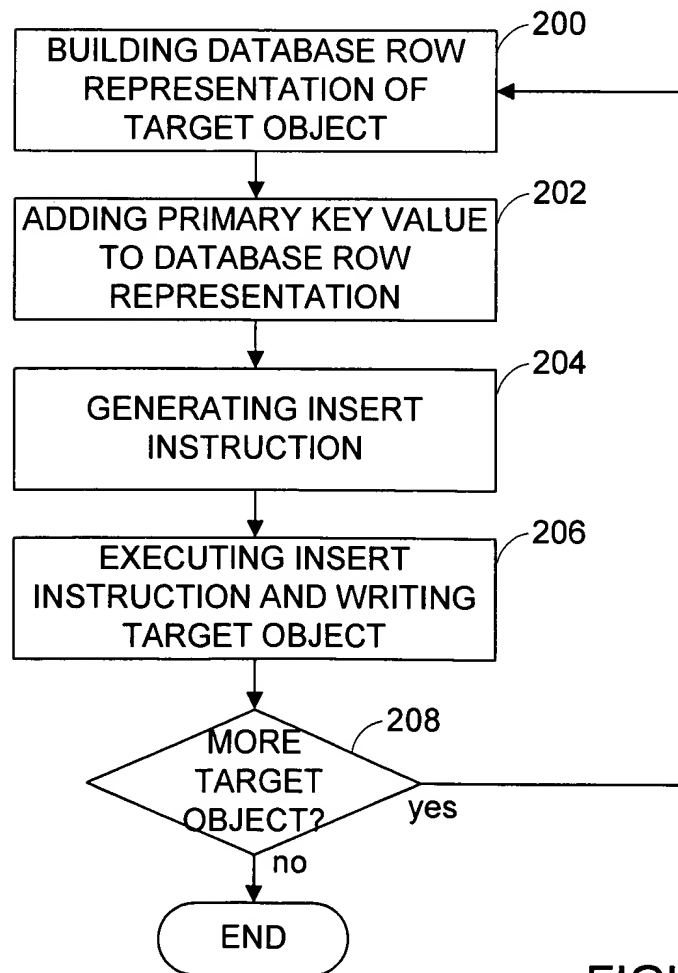 200
BUILDING DATABASE ROW
REPRESENTATION OF
TARGET OBJECT
202
ADDING PRIMARY KEY VALUE
TO DATABASE ROW
REPRESENTATION
204
GENERATING INSERT
INSTRUCTION
206
EXECUTING INSERT
INSTRUCTION AND WRITING
TARGET OBJECT
208
MORE
TARGET
OBJECT?
yes
no
END